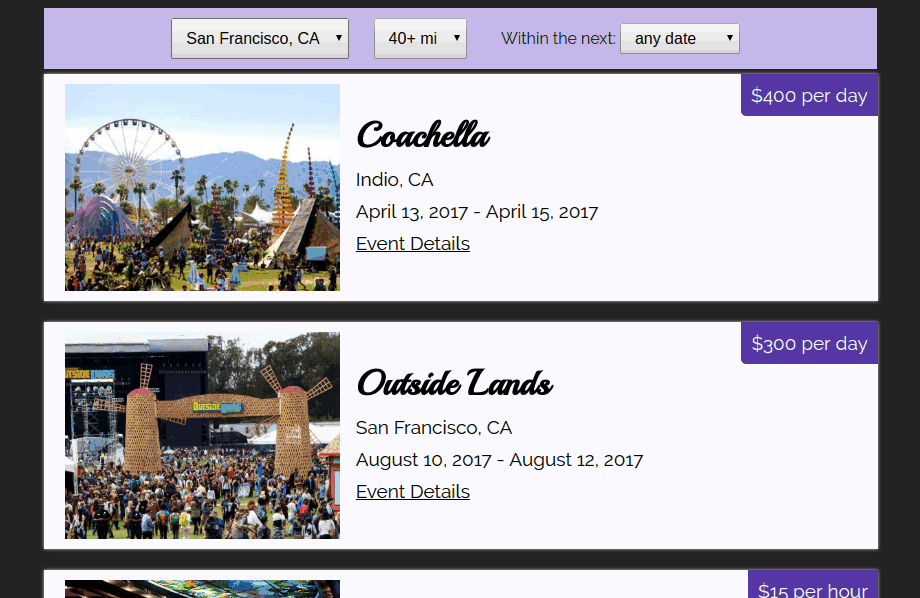 San Francisco, CA 40+ mi Within the next: any date
$400 per day
Coachella
Indio, CA
April 13, 2017 - April 15, 2017
Event Details
$300 per day
OUTSIDE LANDS
Outside Lands
San Francisco, CA
August 10, 2017 - August 12, 2017
Event Details
$15 per hour